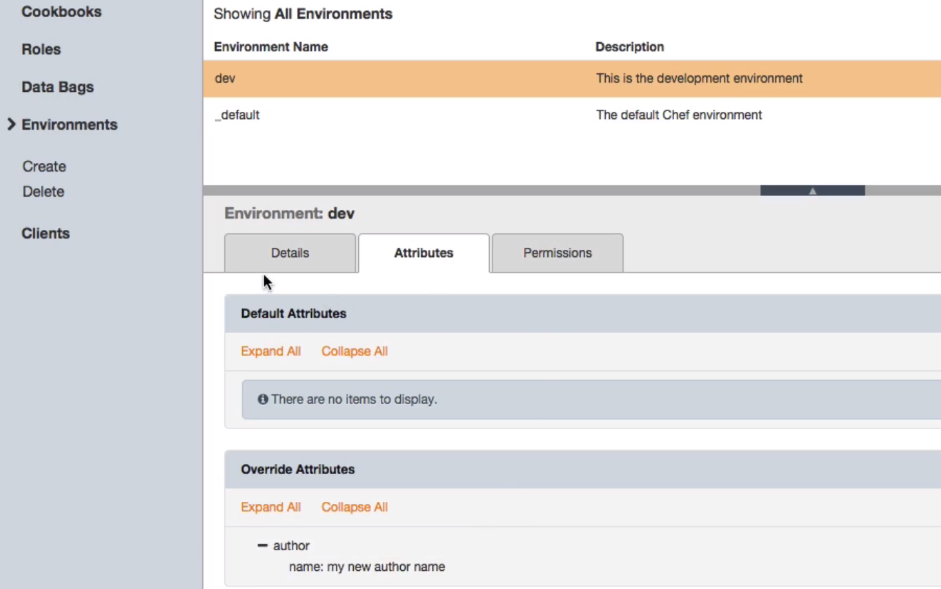 Cookbooks
Roles
Data Bags
Environments
Create
Delete
Clients
Showing All Environments
Environment Name Description
dev This is the development environment
_default The default Chef environment
Environment: dev
Details Attributes Permissions
Default Attributes
Expand All Collapse All
There are no items to display.
Override Attributes
Expand All Collapse All
author
name: my new author name